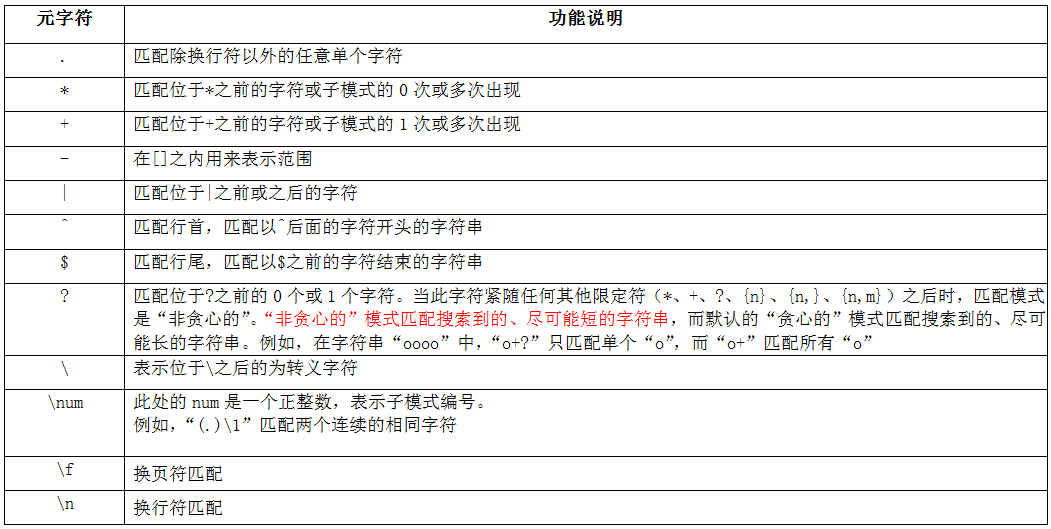 元字符 功能说明
. 匹配除换行符以外的任意单个字符
* 匹配位于*之前的字符或子模式的 0 次或多次出现
+ 匹配位于+之前的字符或子模式的 1 次或多次出现
- 在[]之内用来表示范围
| 匹配位于|之前或之后的字符
^ 匹配行首，匹配以^后面的字符开头的字符串
$ 匹配行尾，匹配以$之前的字符结束的字符串
? 匹配位于?之前的 0 个或 1 个字符。当此字符紧随任何其他限定符（*、+、?、{n}、{n,}、{n,m}）之后时，匹配模式
是“非贪心的”。“非贪心的”模式匹配搜索到的、尽可能短的字符串，而默认的“贪心的”模式匹配搜索到的、尽可
能长的字符串。例如，在字符串“oooo”中，“o+?”只匹配单个“o”，而“o+”匹配所有“o”
\ 表示位于\之后的为转义字符
\num 此处的 num 是一个正整数，表示子模式编号。
例如，“(.)\1”匹配两个连续的相同字符
\f 换页符匹配
\n 换行符匹配